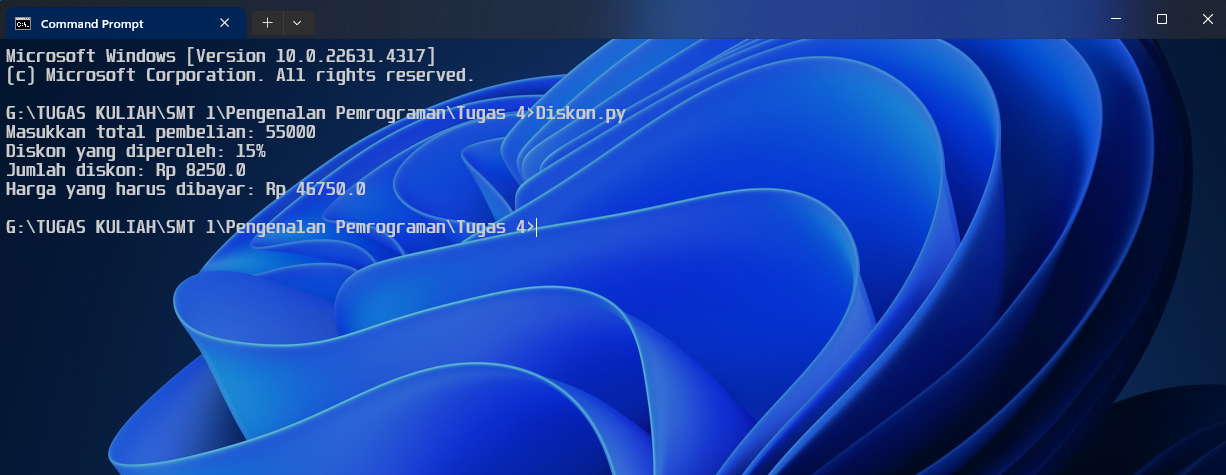 Command Prompt
Microsoft Windows [Version 10.0.22631.4317]
(c) Microsoft Corporation. All rights reserved.
G:\TUGAS KULIAH\SMT 1\Pengenalan Pemrograman\Tugas 4>Diskon.py
Masukkan total pembelian: 55000
Diskon yang diperoleh: 15%
Jumlah diskon: Rp 8250.0
Harga yang harus dibayar: Rp 46750.0
G:\TUGAS KULIAH\SMT 1\Pengenalan Pemrograman\Tugas 4>